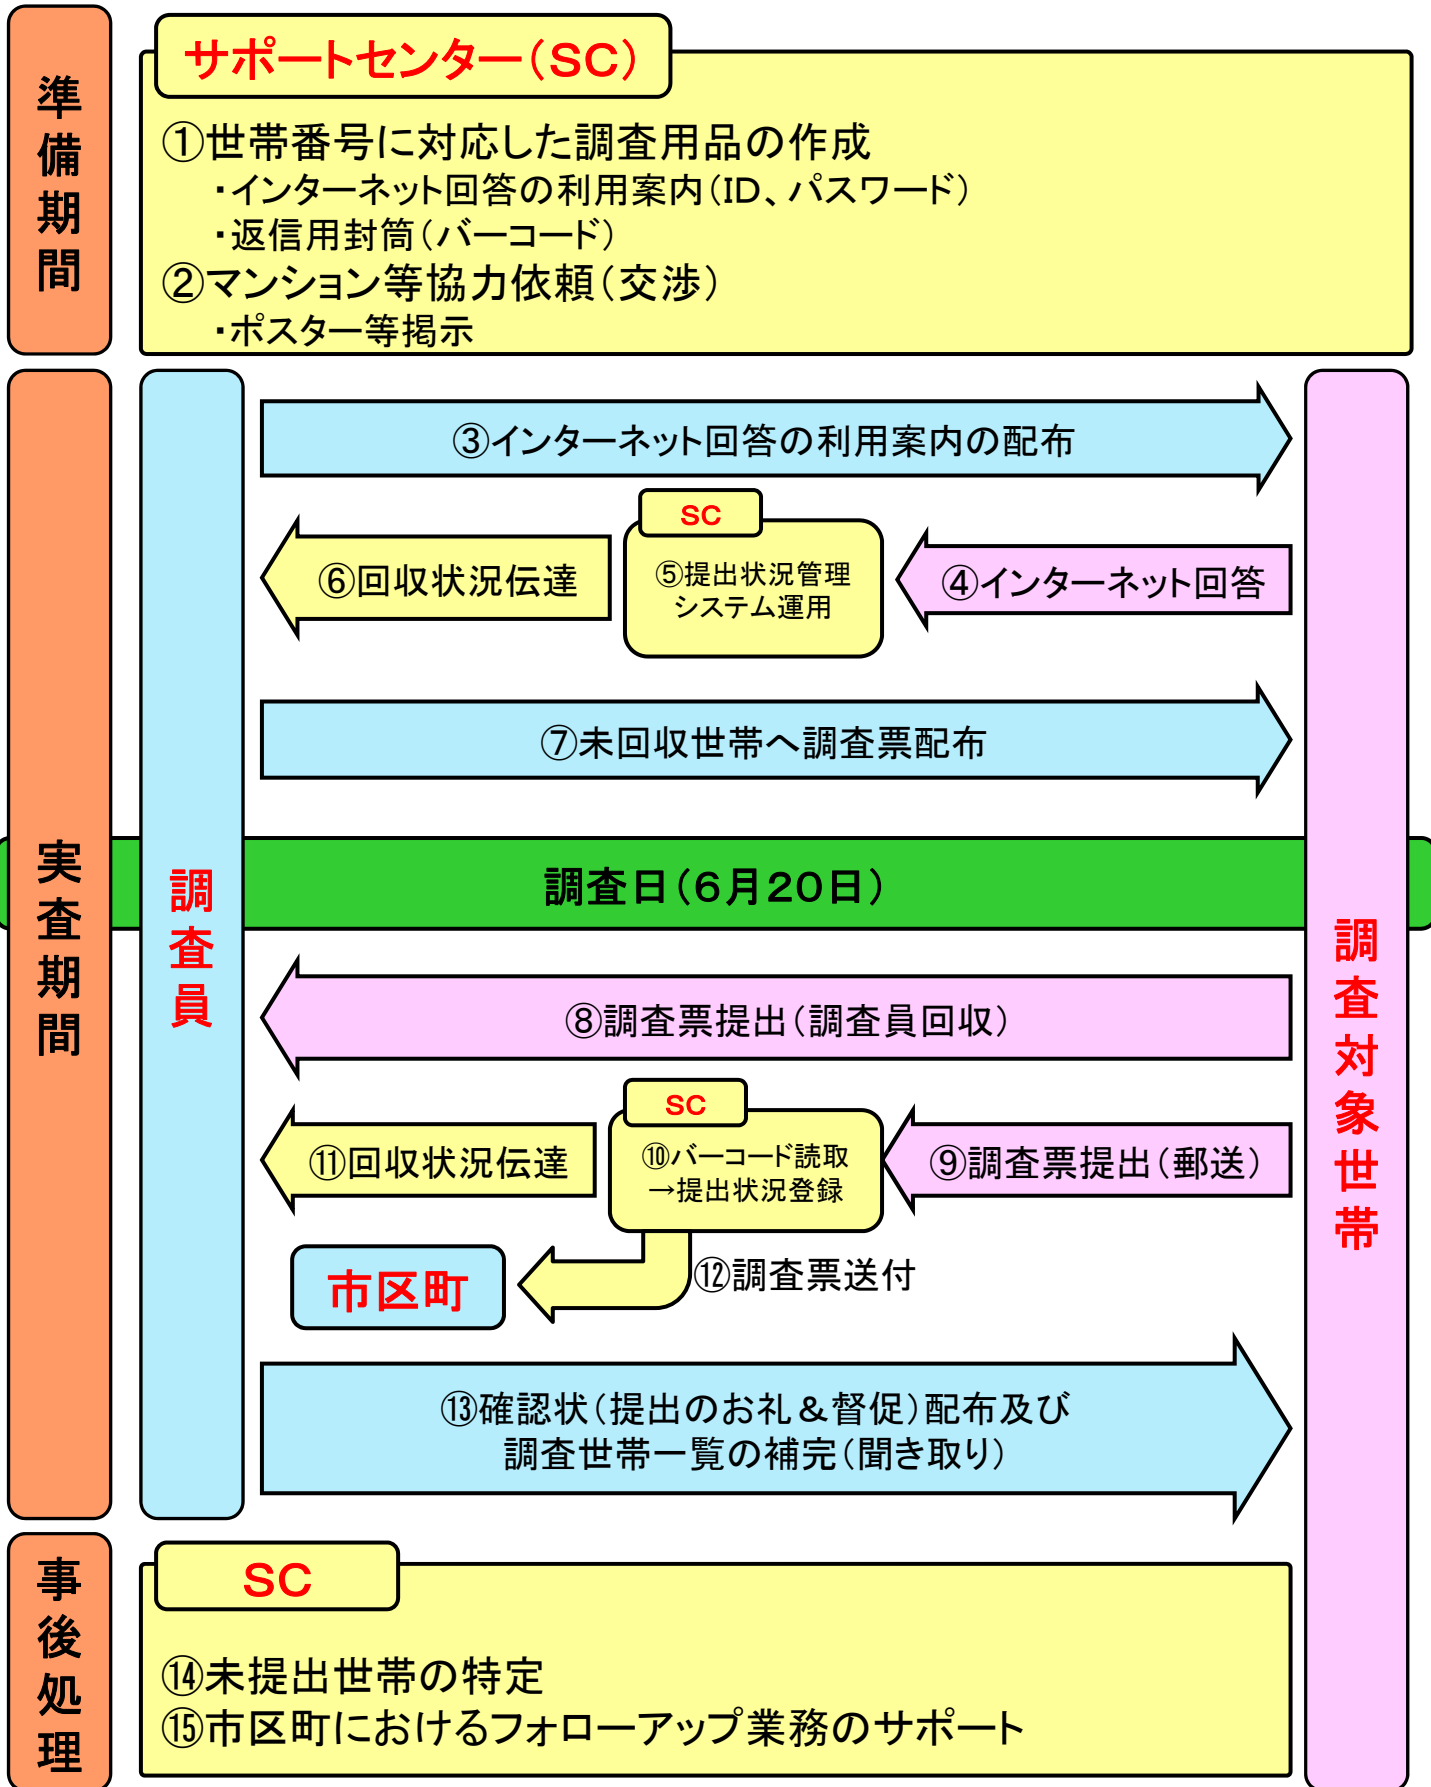 準備期間
サポートセンター(SC)
①世帯番号に対応した調査用品の作成
・インターネット回答の利用案内(ID、パスワード)
・返信用封筒(バーコード)
②マンション等協力依頼(交渉)
・ポスター等掲示
実査期間
調査員
調査対象世帯
③インターネット回答の利用案内の配布
SC
⑤提出状況管理
システム運用
⑥回収状況伝達
④インターネット回答
⑦未回収世帯へ調査票配布
調査日(6月20日)
⑧調査票提出(調査員回収)
SC
⑩バーコード読取
→提出状況登録
⑪回収状況伝達
⑨調査票提出(郵送)
市区町
⑫調査票送付
⑬確認状(提出のお礼&督促)配布及び
調査世帯一覧の補完(聞き取り)
事後処理
SC
⑭未提出世帯の特定
⑮市区町におけるフォローアップ業務のサポート